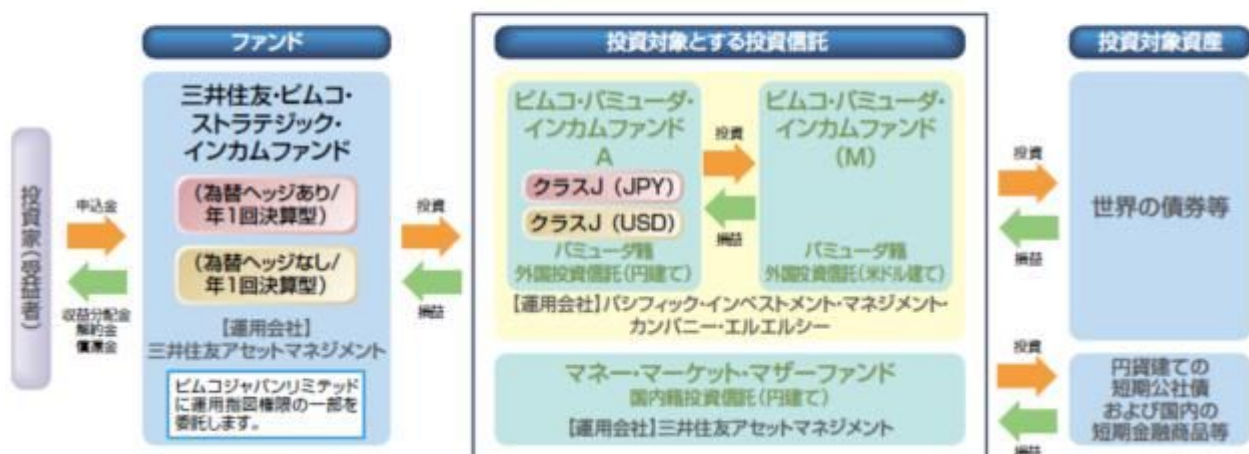 ファンド
投資対象とする投資信託
投資対象資産
投資家(受益者)
申込金
収益分配金
解約金
償還金
三井住友・ピムコ・
ストラテジック・
インカムファンド
(為替ヘッジあり/
年1回決算型)
(為替ヘッジなし/
年1回決算型)
【運用会社】
三井住友アセットマネジメント
ピムコジャパンリミテッド
に運用指図権限の一部を
委託します。
投資
損益
ピムコ・バミューダ・
インカムファンド
A
クラスJ(JPY)
クラスJ(USD)
バミューダ籍
外国投資信託(円建て)
投資
損益
ピムコ・バミューダ・
インカムファンド
(M)
バミューダ籍
外国投資信託(米ドル建て)
【運用会社】パシフィック・インベストメント・マネジメント・
カンパニー・エルエルシー
マネー・マーケット・マザーファンド
国内籍投資信託(円建て)
【運用会社】三井住友アセットマネジメント
投資
損益
世界の債券等
投資
損益
円貨建ての
短期公社債
および国内の
短期金融商品等